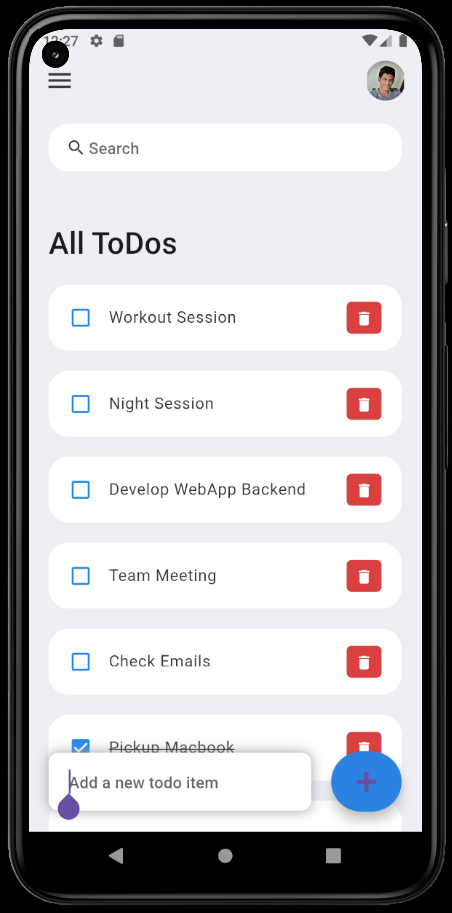 12:27
Search
All ToDos
Workout Session
Night Session
Develop WebApp Backend
Team Meeting
Check Emails
Pickup Macbook
Add a new todo item
+